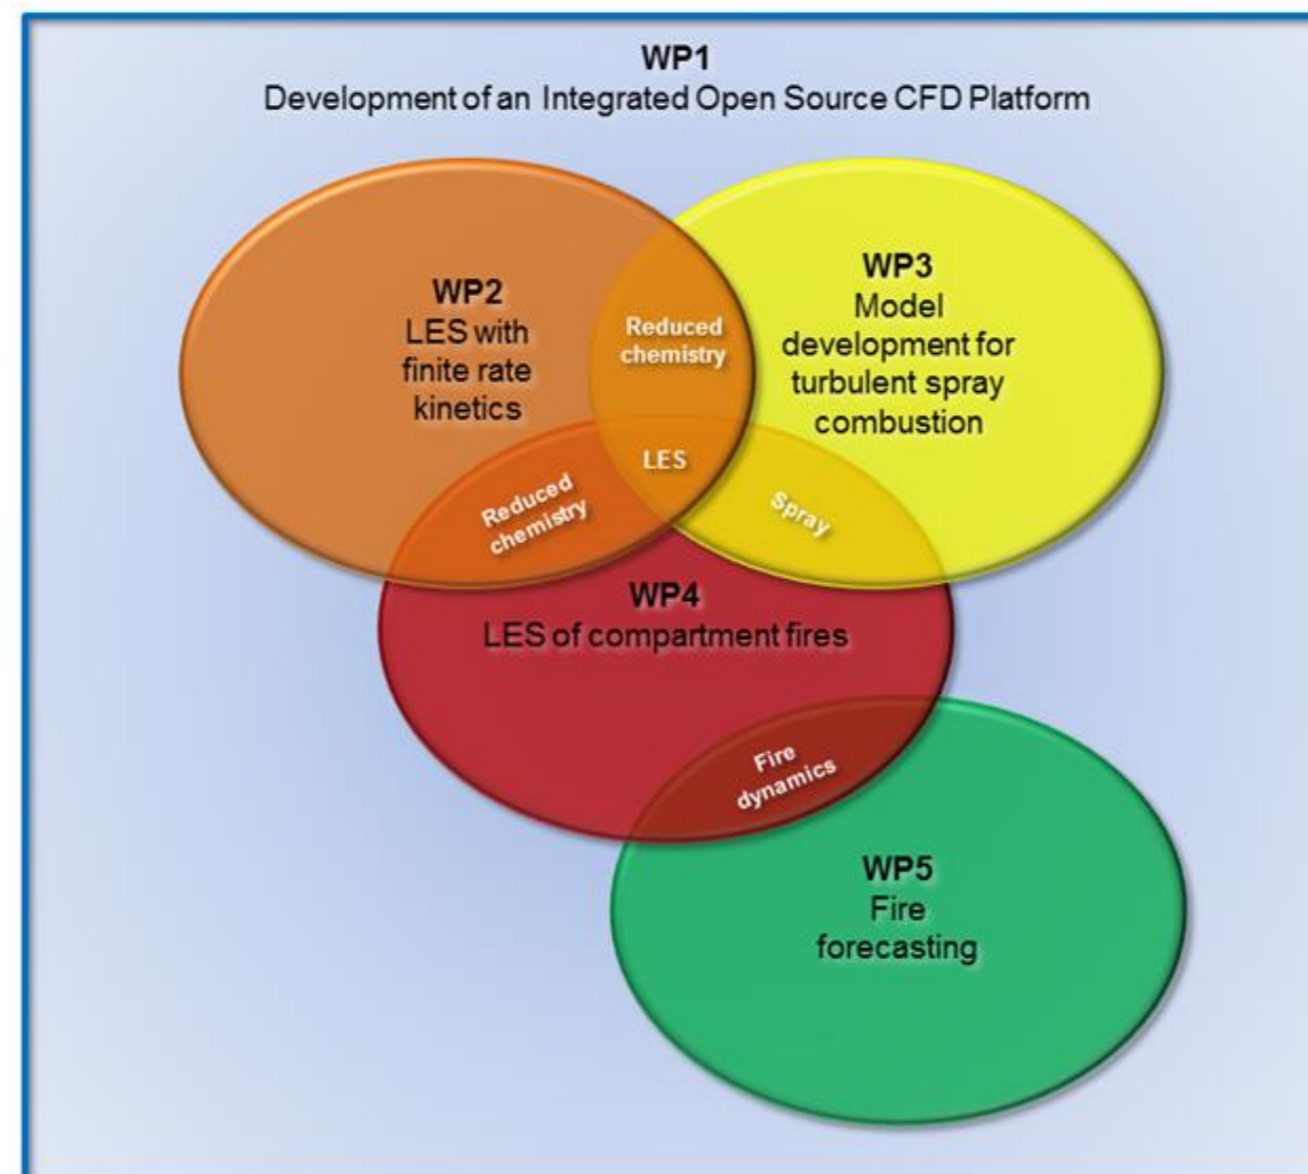 WP1
Development of an Integrated Open Source CFD Platform
WP2
LES with
finite rate
kinetics
Reduced
chemistry
WP3
Model
development for
turbulent spray
combustion
LES
Reduced
chemistry
Spray
WP4
LES of compartment fires
Fire
dynamics
WP5
Fire
forecasting